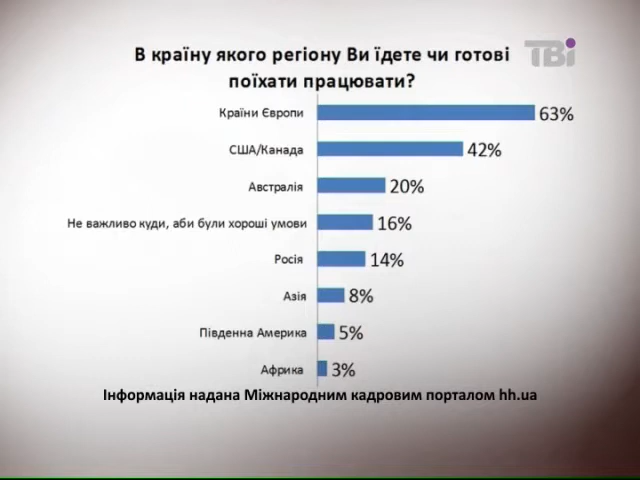 ТВі
В країну якого регіону Ви їдете чи готові
поїхати працювати?
Країни Європи 63%
США/Канада 42%
Австралія 20%
Не важливо куди, аби були хороші умови 16%
Росія 14%
Азія 8%
Південна Америка 5%
Африка 3%
Інформація надана Міжнародним кадровим порталом hh.ua